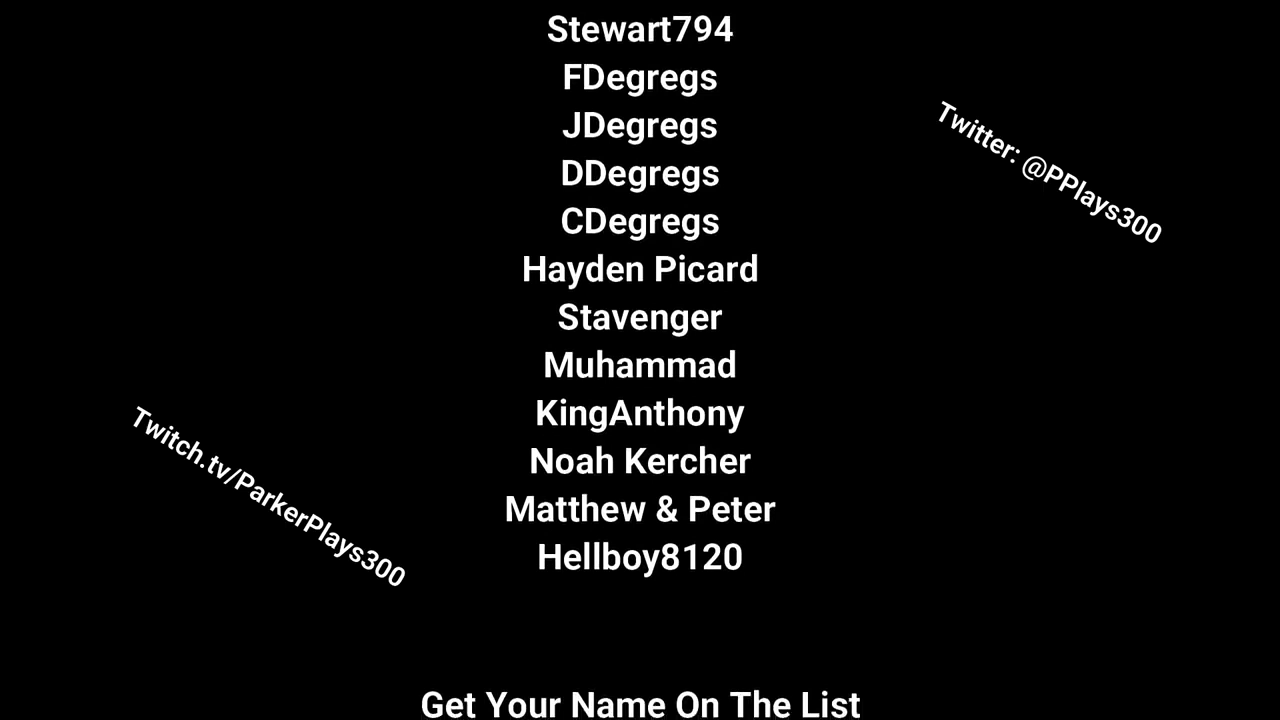 Stewart794
FDegregs
JDegregs
DDegregs
CDegregs
Hayden Picard
Stavenger
Muhammad
KingAnthony
Noah Kercher
Matthew & Peter
Hellboy8120
Get Your Name On The List
Twitter: @PPlays300
Twitch.tv/ParkerPlays300